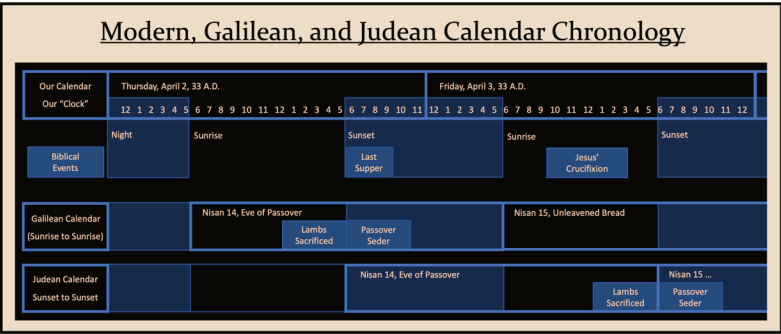 Modern, Galilean, and Judean Calendar Chronology
Our Calendar
Our “Clock”
Thursday, April 2, 33 A.D.
Friday, April 3, 33 A.D.
12 1 2 3 4 5 6 7 8 9 10 11 12 1 2 3 4 5 6 7 8 9 10 11 12 1 2 3 4 5 6 7 8 9 10 11 12 1 2 3 4 5 6 7 8 9 10 11 12
Night
Sunrise
Sunset
Sunrise
Sunset
Biblical
Events
Last
Supper
Jesus’
Crucifixion
Galilean Calendar
(Sunrise to Sunrise)
Nisan 14, Eve of Passover
Nisan 15, Unleavened Bread
Lambs
Sacrificed
Passover
Seder
Judean Calendar
Sunset to Sunset
Nisan 14, Eve of Passover
Nisan 15 ...
Lambs
Sacrificed
Passover
Seder